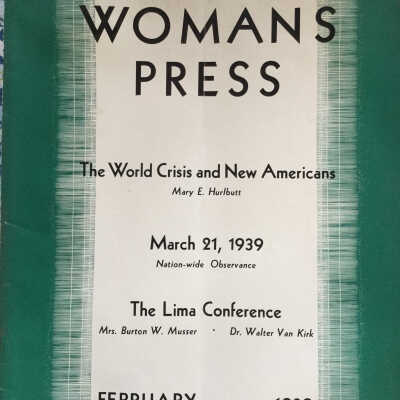 WOMANS
PRESS
The World Crisis and New Americans
Mary E. Hurlbutt
March 21, 1939
Nation-wide Observance
The Lima Conference
Mrs. Burton W. Musser · Dr. Walter Van Kirk
FEBRUARY 1939